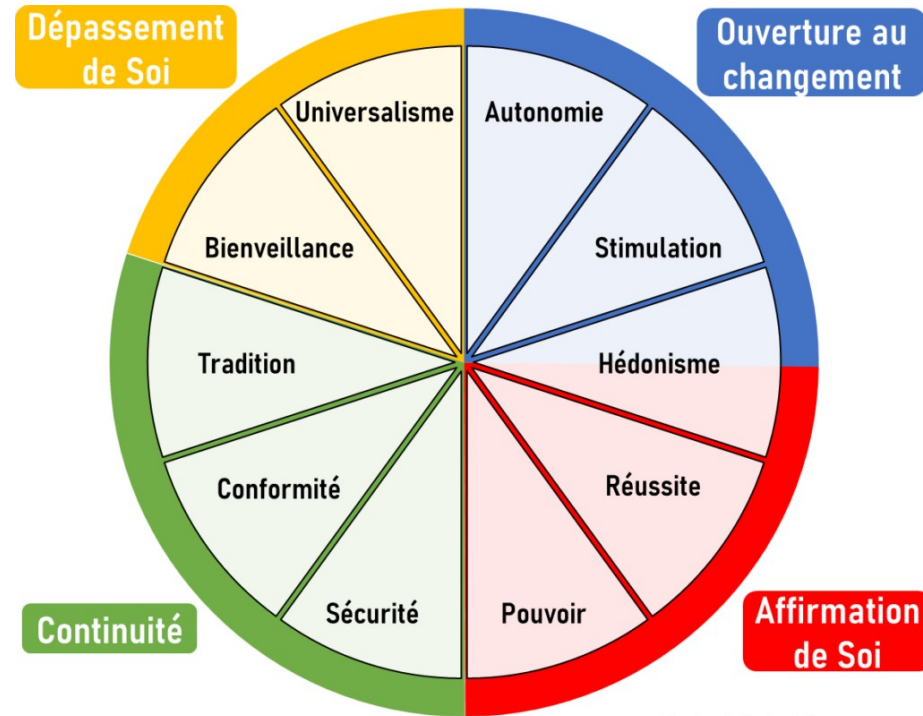 Dépassement
de Soi
Ouverture au
changement
Universalisme
Autonomie
Bienveillance
Stimulation
Tradition
Hédonisme
Conformité
Réussite
Sécurité
Pouvoir
Continuité
Affirmation
de Soi